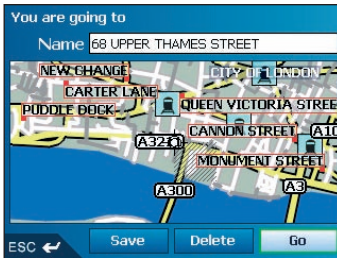 You are going to
Name 68 UPPER THAMES STREET
NEW CHANGE
CITY OF LONDON
CARTER LANE
PUDDLE DOCK
QUEEN VICTORIA STREE
CANNON STREET
A10
A3211
MONUMENT STREET
A300
A3
ESC
Save
Delete
Go